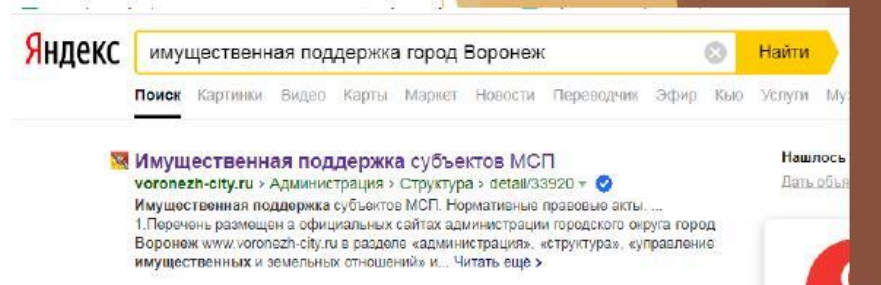 Яндекс имущественная поддержка город Воронеж Найти
Поиск Картинки Видео Карты Маркет Новости Переводчик Эфир Кью Услуги Му
Имущественная поддержка субъектов МСП
Нашлось
voronezh-city.ru › Администрация › Структура › detail/33920
Дать объя
Имущественная поддержка субъектов МСП. Нормативные правовые акты. ...
1.Перечень размещен а официальных сайтах администрации городского округа город
Воронеж www.voronezh-city.ru в разделе «администрация», «структура», «управление
имущественных и земельных отношений» и... Читать ещё ›